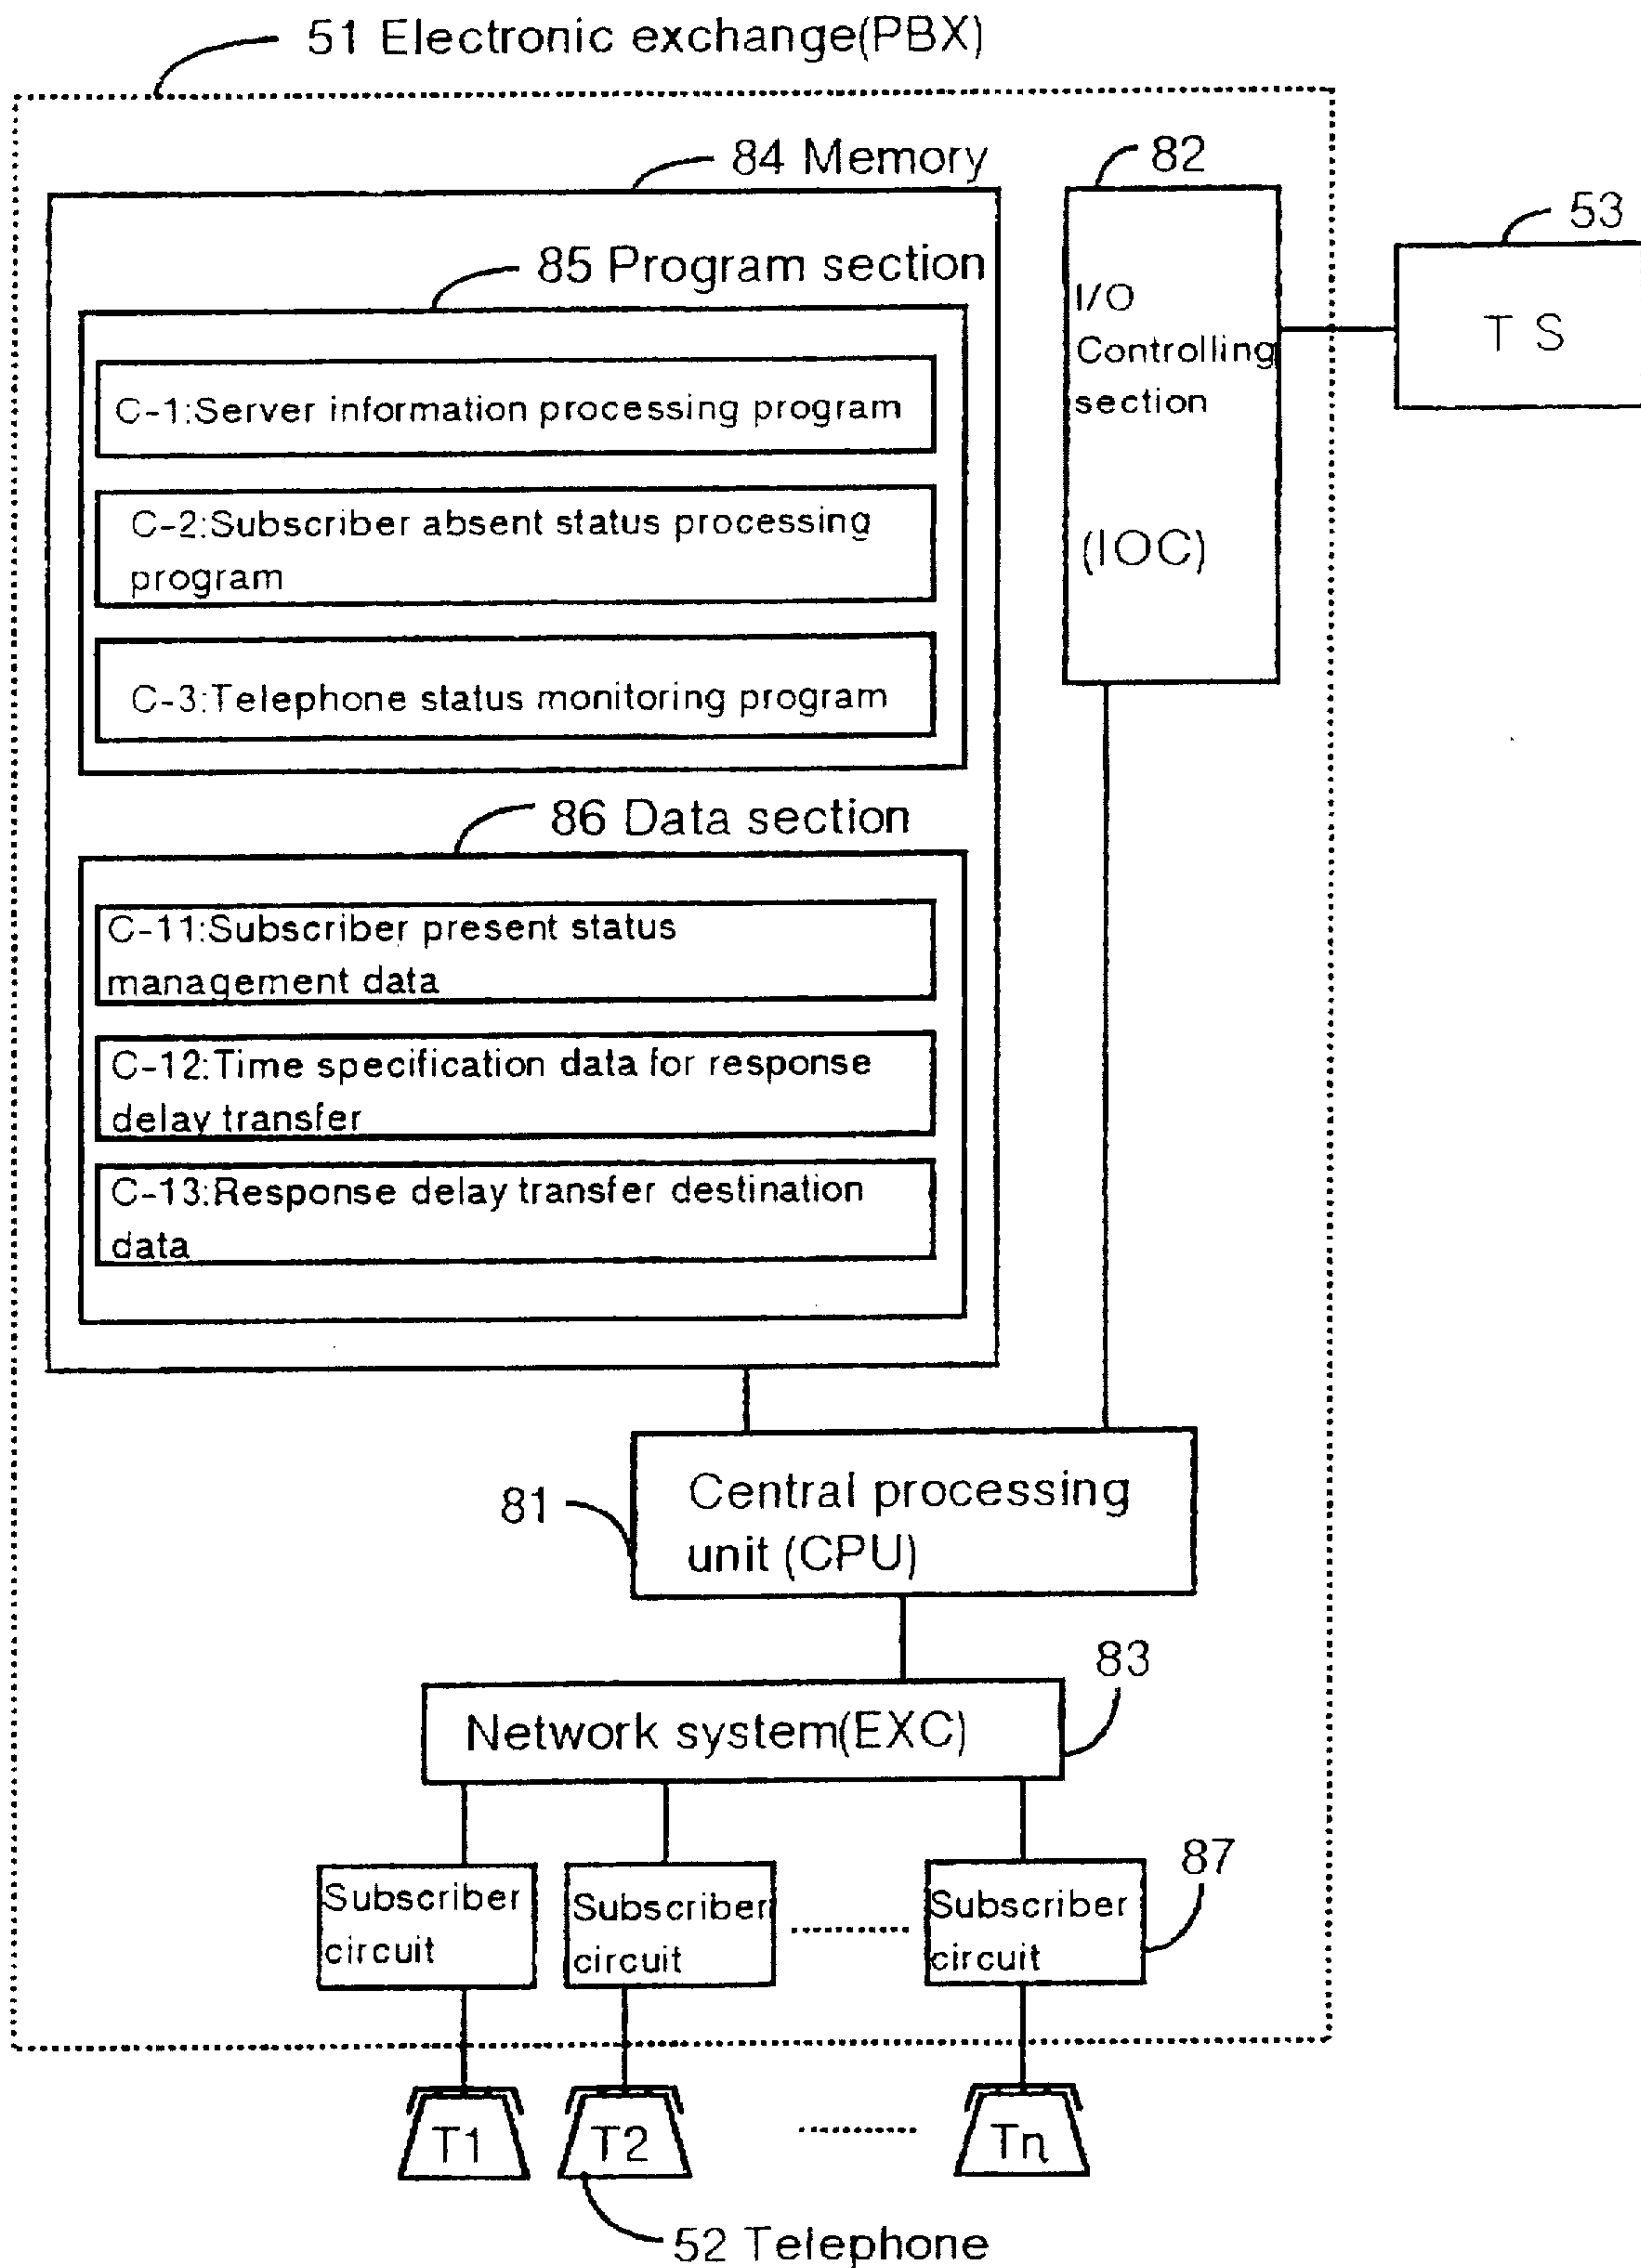 51 Electronic exchange(PBX)
84 Memory
82
53
85 Program section
I/O
Controlling
section
(IOC)
T S
C-1:Server information processing program
C-2:Subscriber absent status processing
program
C-3:Telephone status monitoring program
86 Data section
C-11:Subscriber present status
management data
C-12:Time specification data for response
delay transfer
C-13:Response delay transfer destination
data
81
Central processing
unit (CPU)
83
Network system(EXC)
87
Subscriber
circuit
Subscriber
circuit
Subscriber
circuit
T1
T2
Tn
52 Telephone